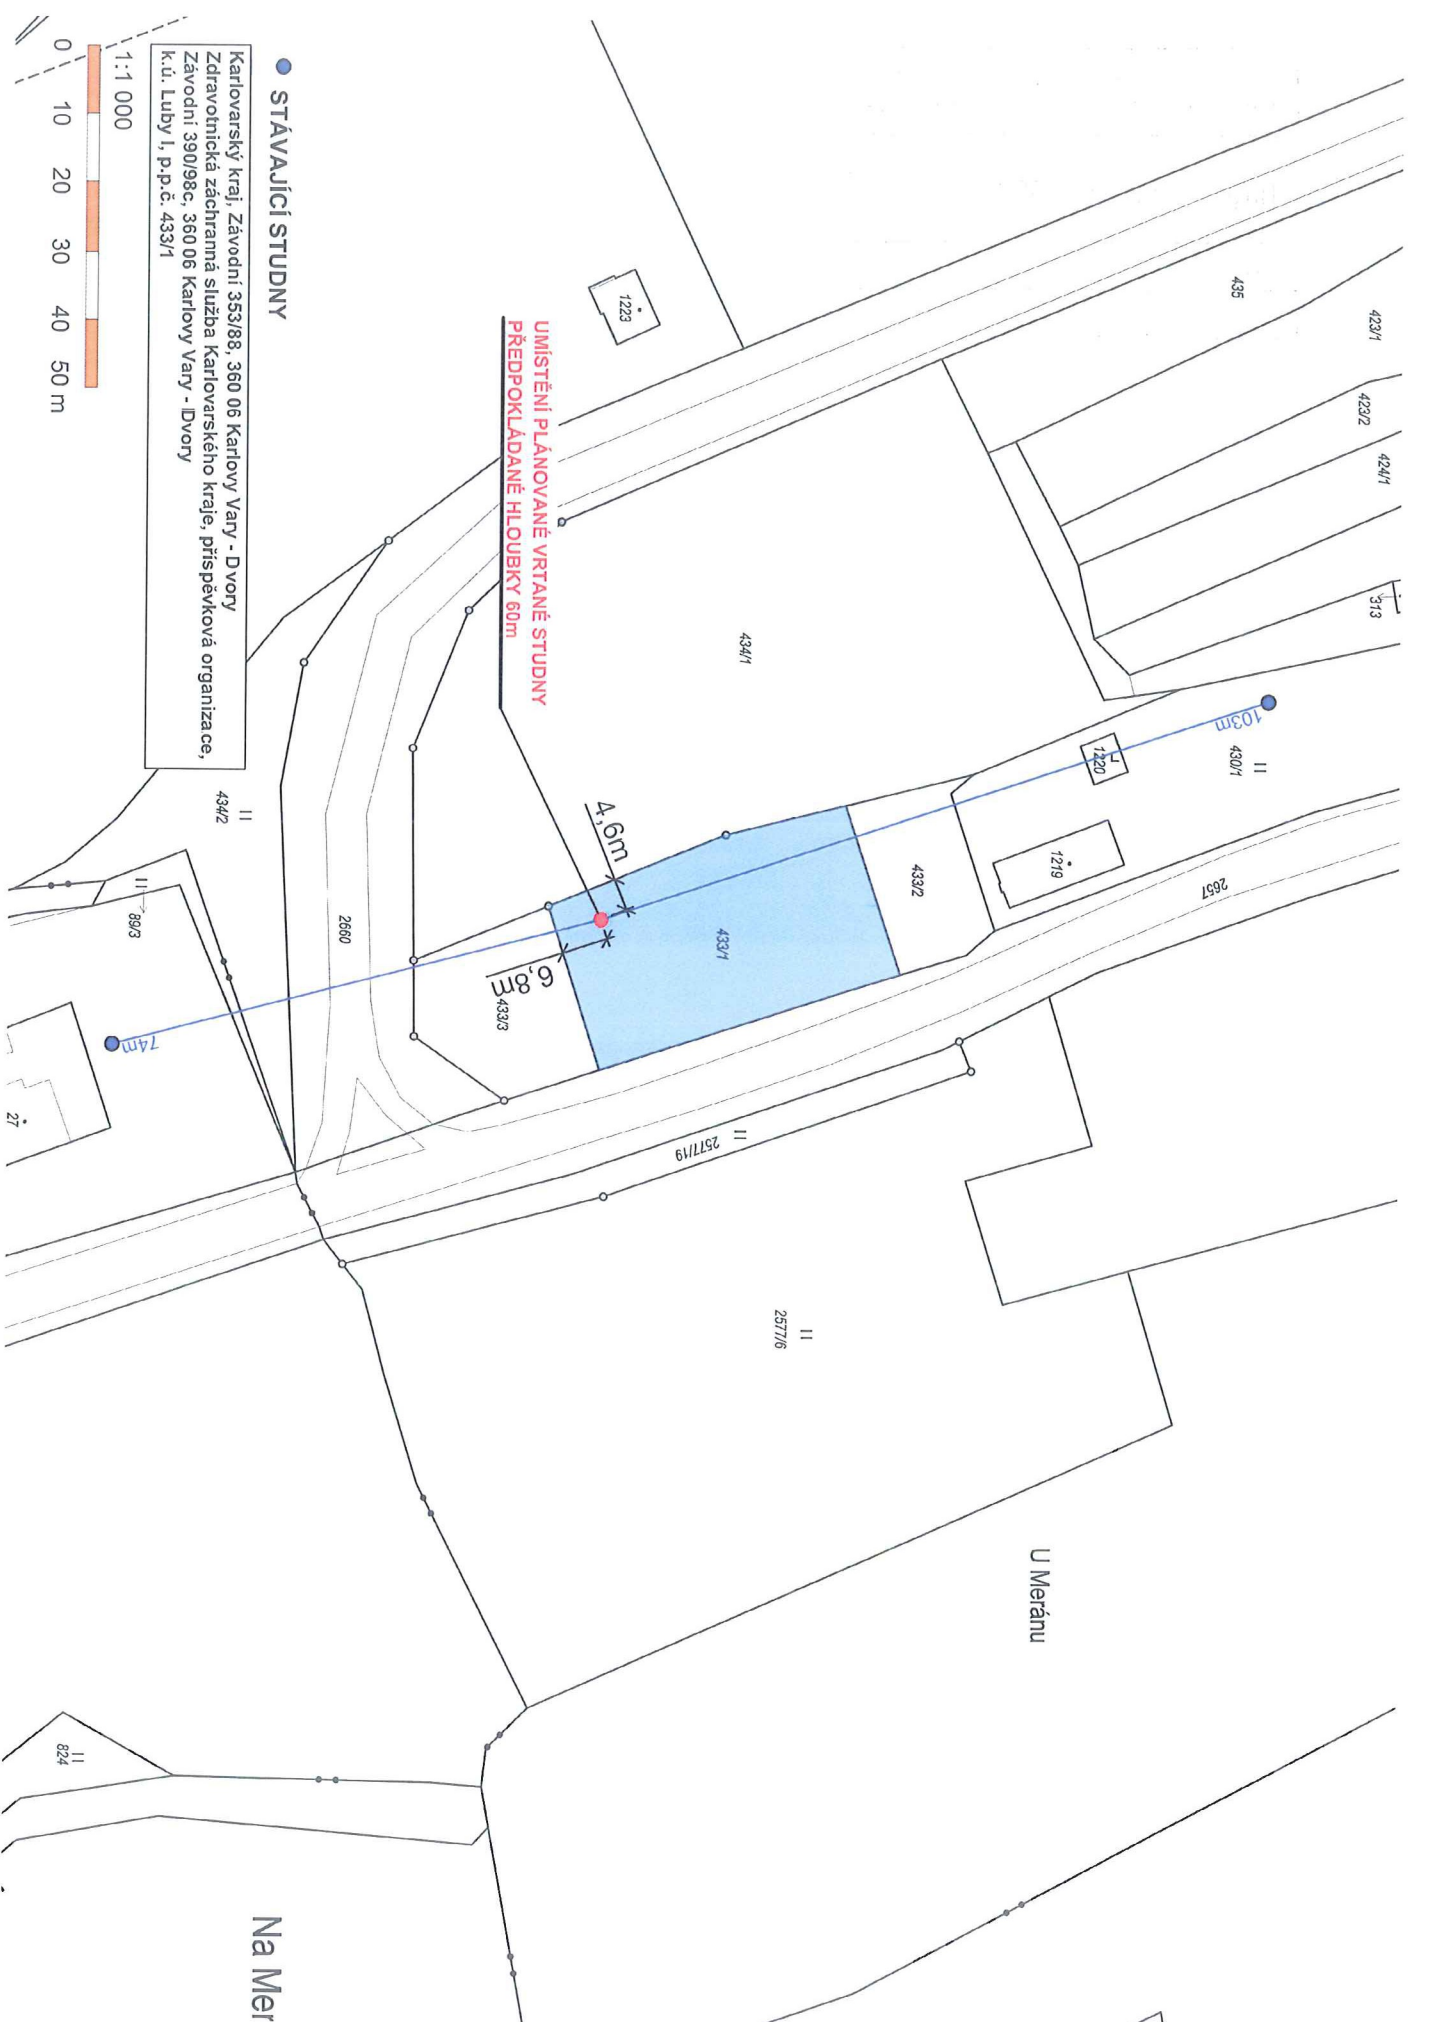 ● STÁVAJÍCÍ STUDNY
Karlovarský kraj, Závodní 353/88, 360 06 Karlovy Vary - Dvory
Zdravotnická záchranná služba Karlovarského kraje, příspěvková organizace,
Závodní 390/98c, 360 06 Karlovy Vary - Dvory
k.ú. Luby I, p.p.č. 433/1
1:1 000
0 10 20 30 40 50 m
UMÍSTĚNÍ PLÁNOVANÉ VRTANÉ STUDNY
PŘEDPOKLÁDANÉ HLOUBKY 60m
423/1
435
423/2
424/1
313
1223
434/1
103m
430/1
1220
1219
433/2
2657
4,6m
433/1
6,8m
433/3
434/2
2660
89/3
74m
27
2577/19
2577/6
U Meránu
824
Na Mer